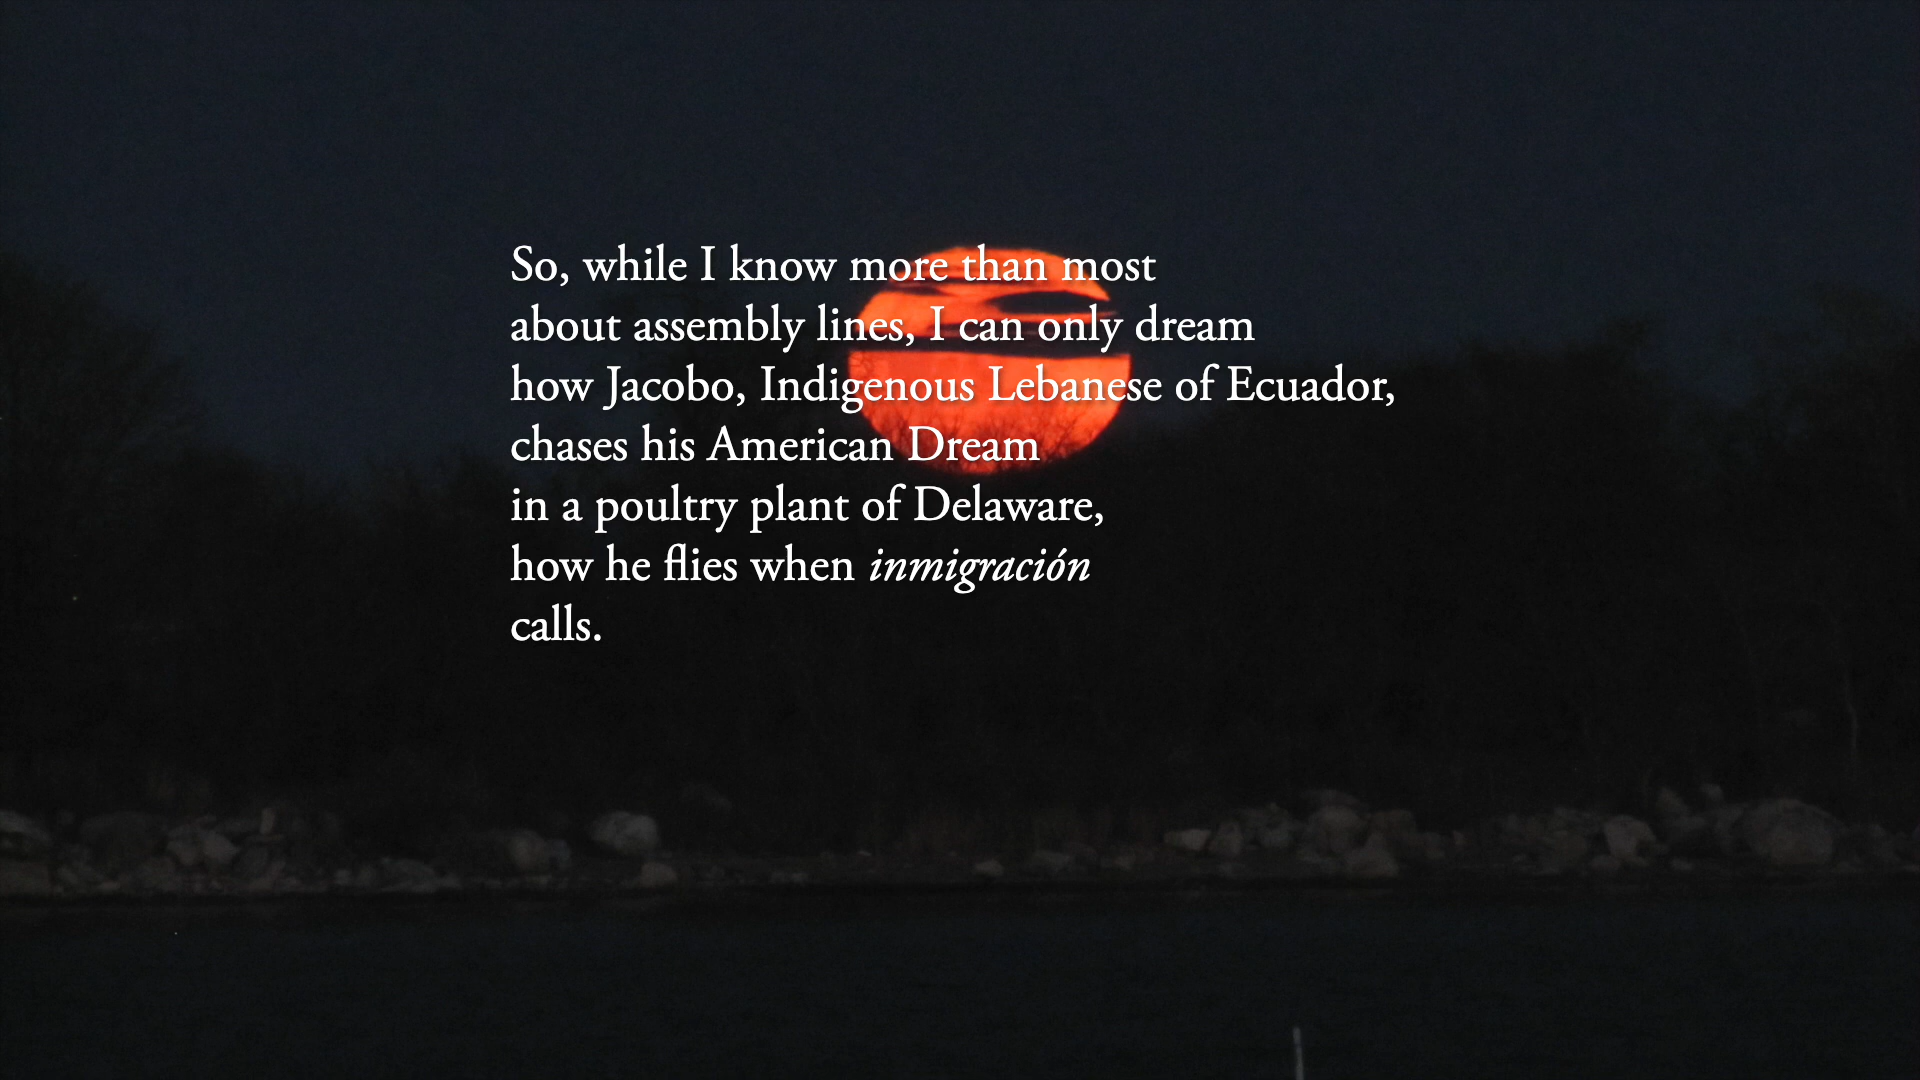 So, while I know more than most
about assembly lines, I can only dream
how Jacobo, Indigenous Lebanese of Ecuador,
chases his American Dream
in a poultry plant of Delaware,
how he flies when inmigración
calls.